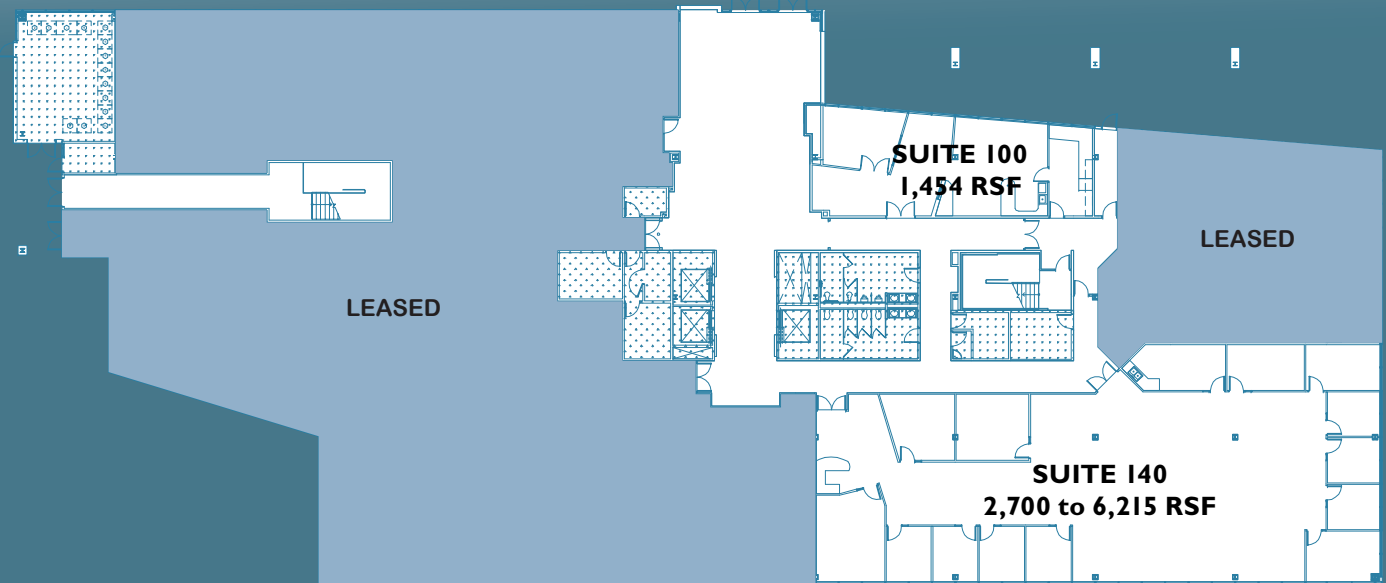 SUITE 100
1,454 RSF
LEASED
LEASED
SUITE 140
2,700 to 6,215 RSF